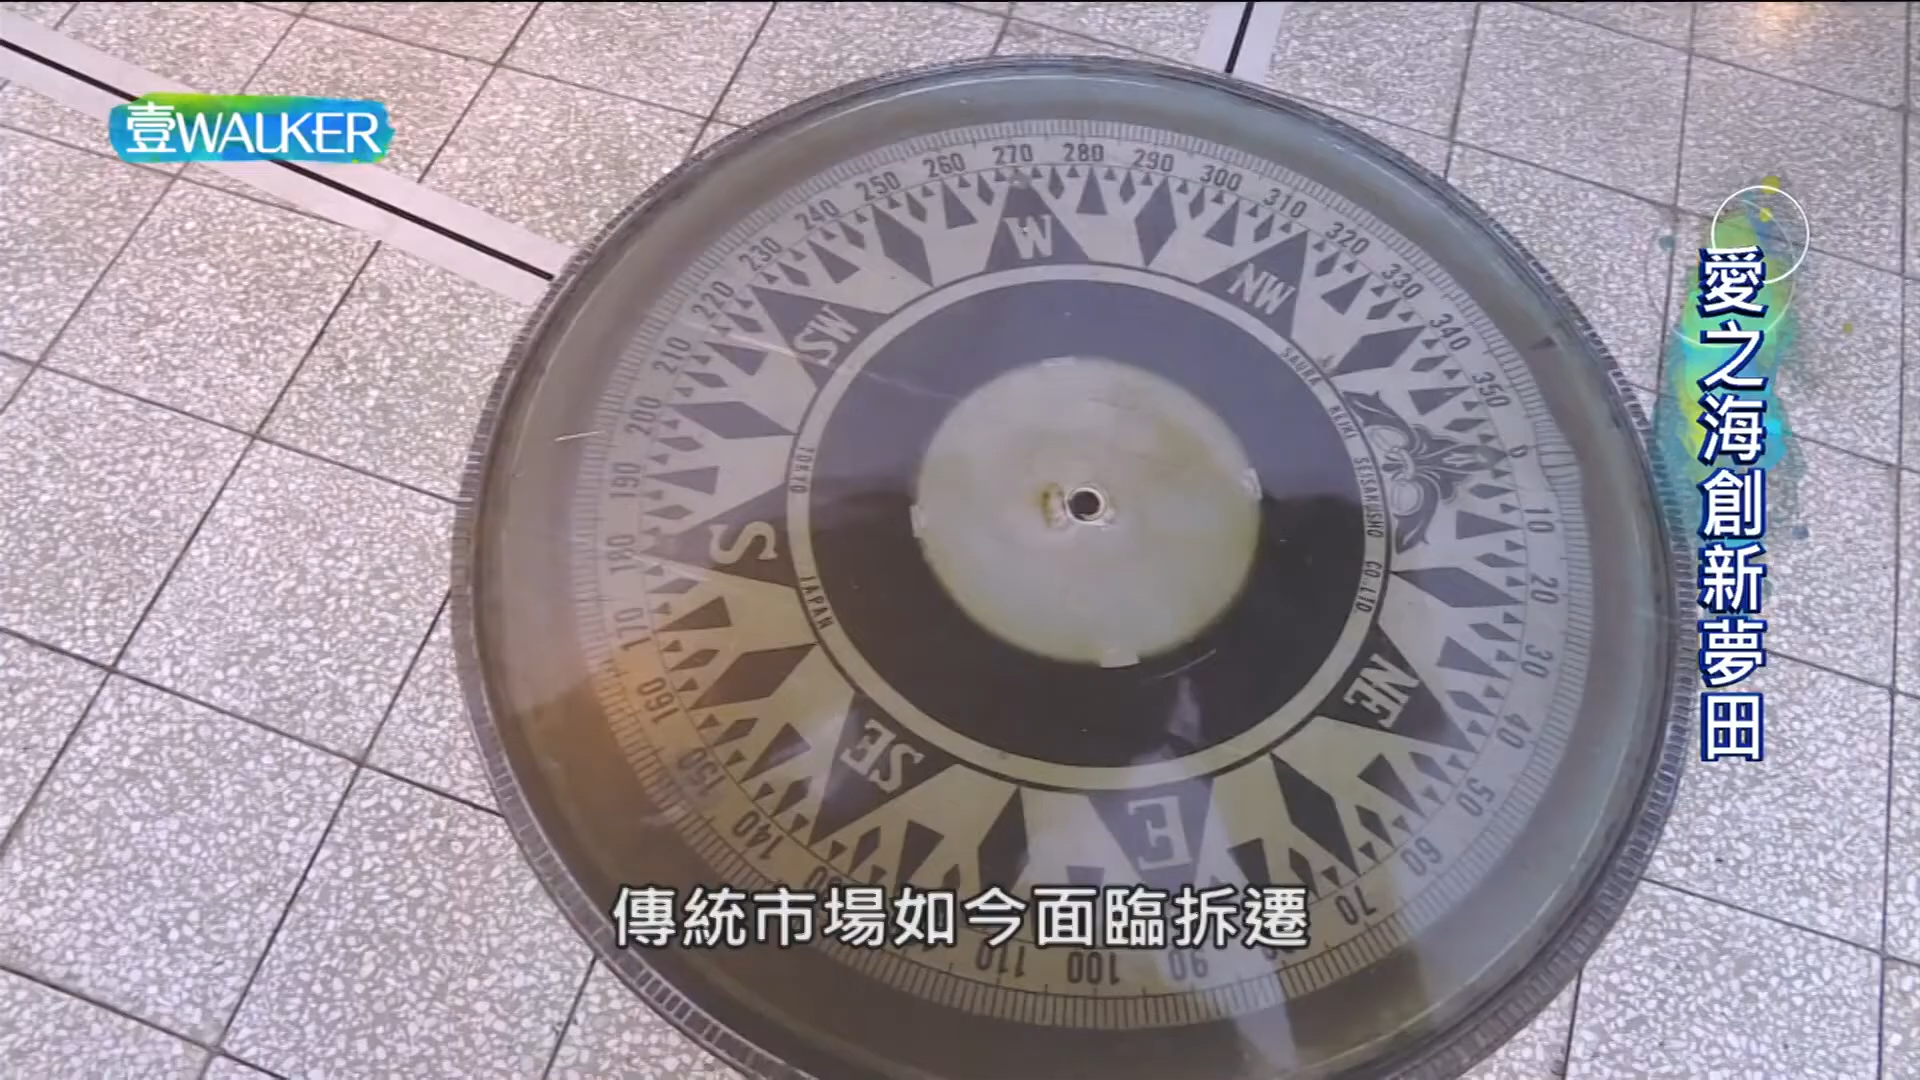 壹WALKER
愛之海創新夢田
260 270 280 290 300 310 320 330 340 350 0 10 20 30 40 50 60 70
90 100 110
140 150 160 170 180 190 200 210 220 230 240 250
W
NW
NE
E
SE
S
SW
SAURA KEIKI SEISAKUSHO CO., LTD
TOKYO JAPAN
傳統市場如今面臨拆遷